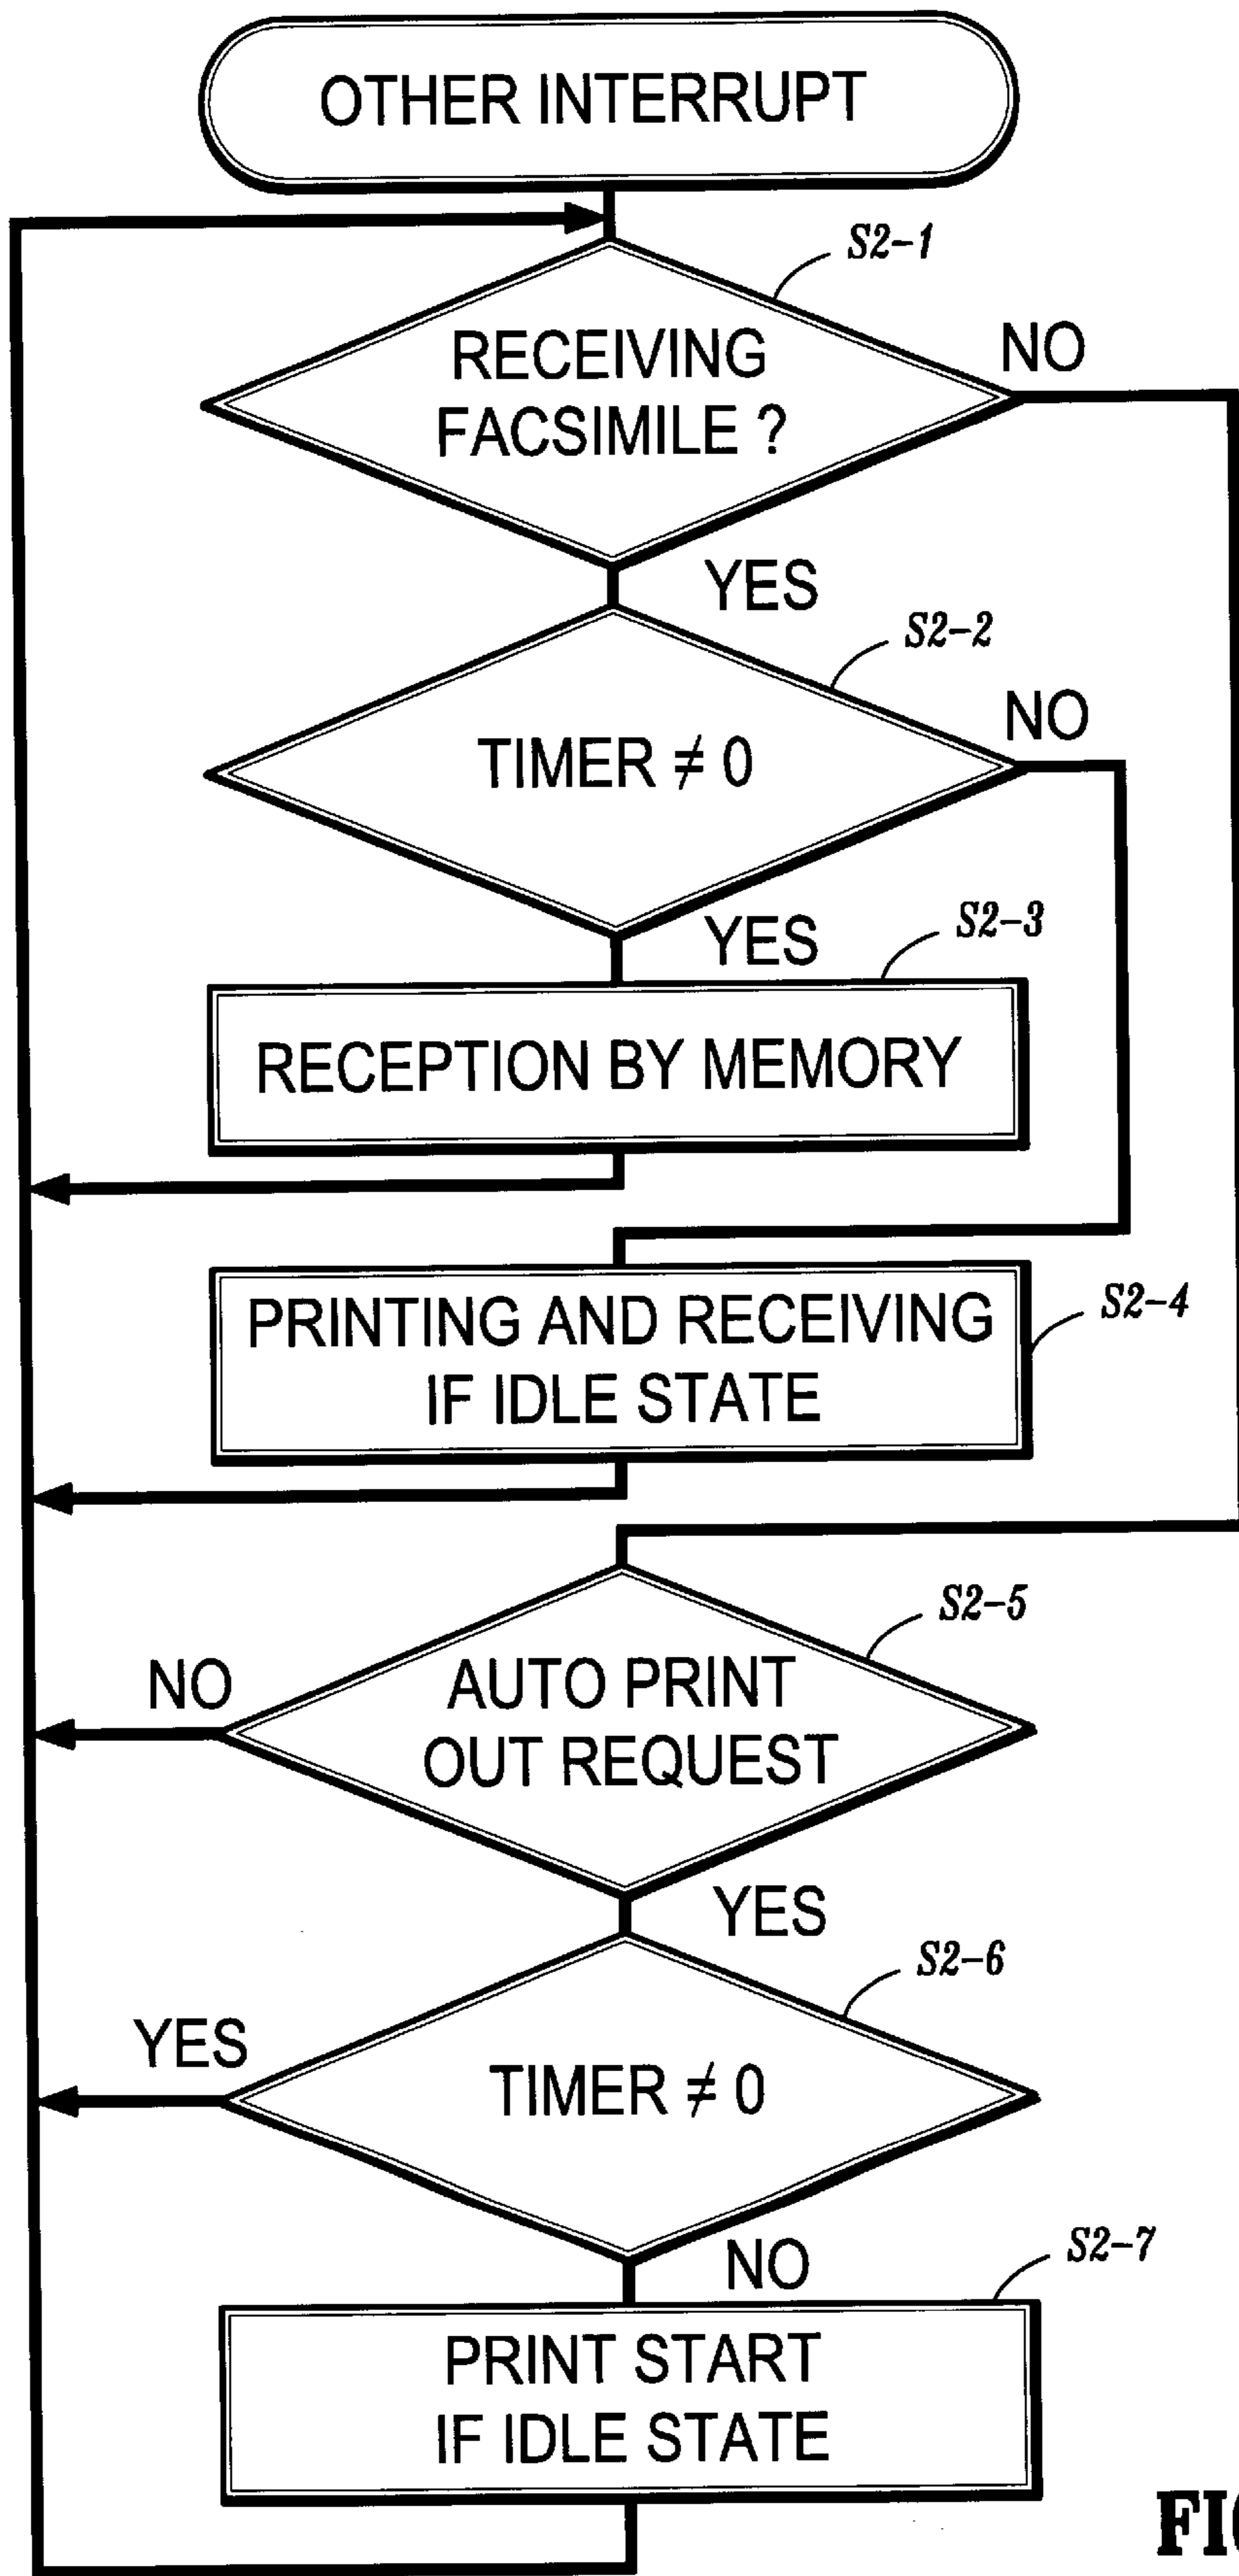 OTHER INTERRUPT
S2-1
RECEIVING
FACSIMILE ?
NO
YES
S2-2
TIMER ≠ 0
NO
YES
S2-3
RECEPTION BY MEMORY
PRINTING AND RECEIVING
IF IDLE STATE
S2-4
S2-5
AUTO PRINT
OUT REQUEST
NO
YES
S2-6
TIMER ≠ 0
YES
NO
S2-7
PRINT START
IF IDLE STATE